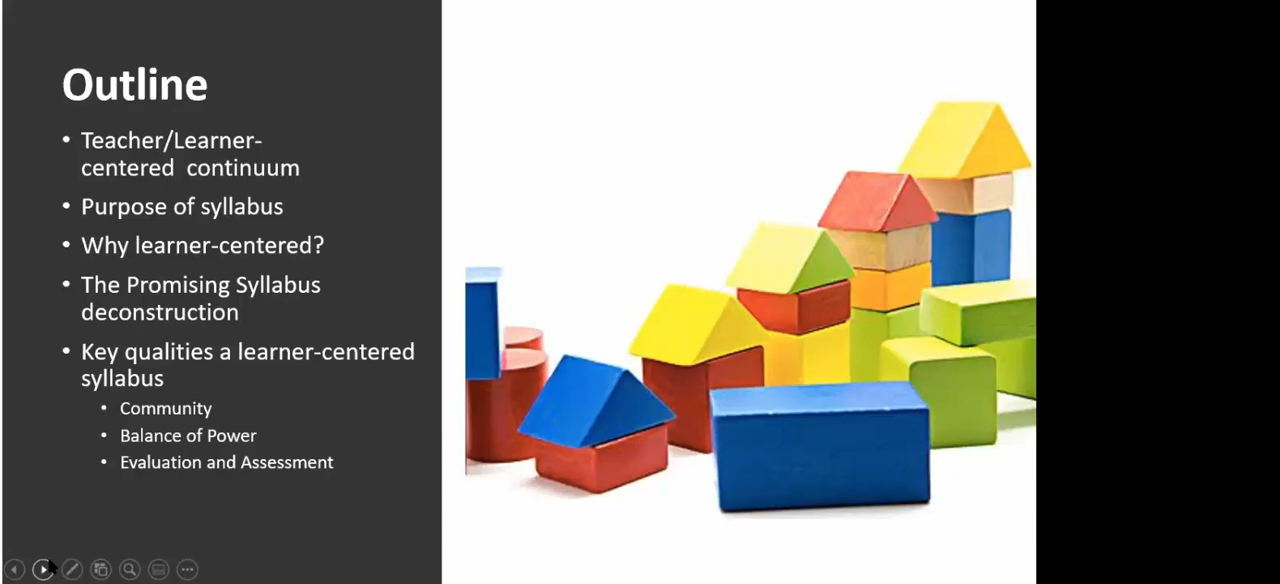 Outline
• Teacher/Learner-
centered  continuum
• Purpose of syllabus
• Why learner-centered?
• The Promising Syllabus
deconstruction
• Key qualities a learner-centered
syllabus
• Community
• Balance of Power
• Evaluation and Assessment